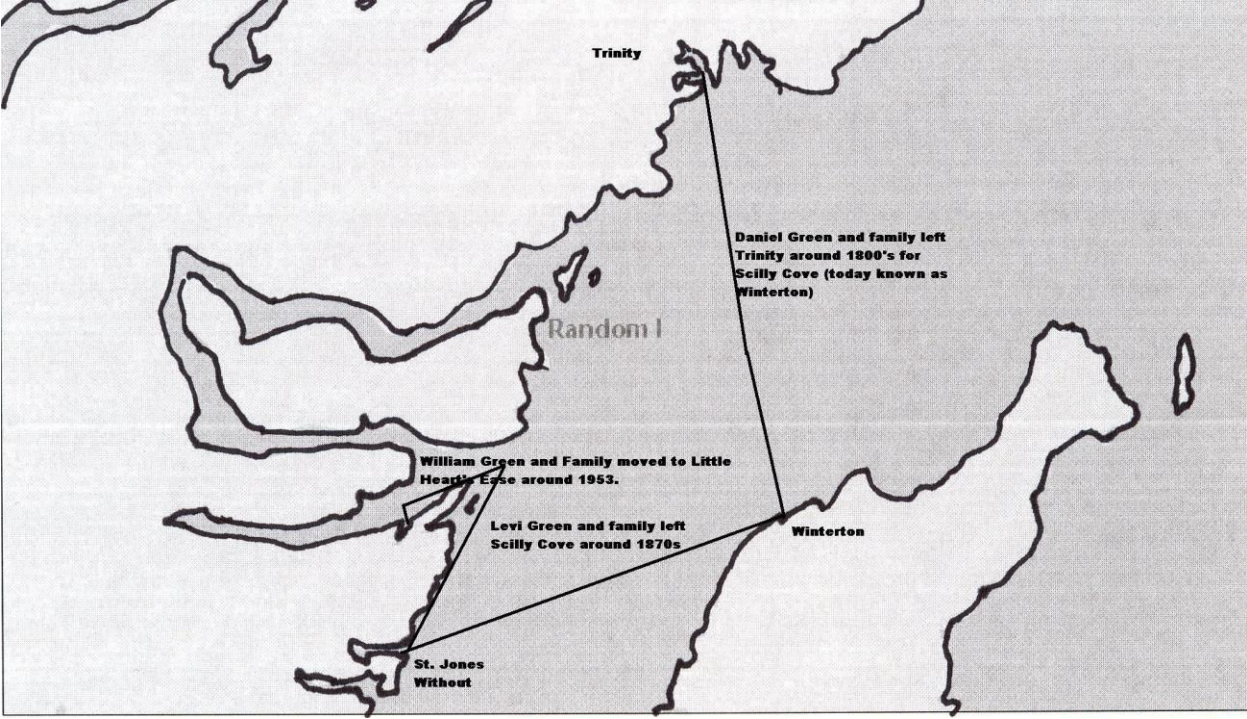 Trinity
Daniel Green and family left
Trinity around 1800's for
Scilly Cove (today known as
Winterton)
Random I
William Green and Family moved to Little
Heart's Ease around 1953.
Levi Green and family left
Scilly Cove around 1870s
Winterton
St. Jones
Without